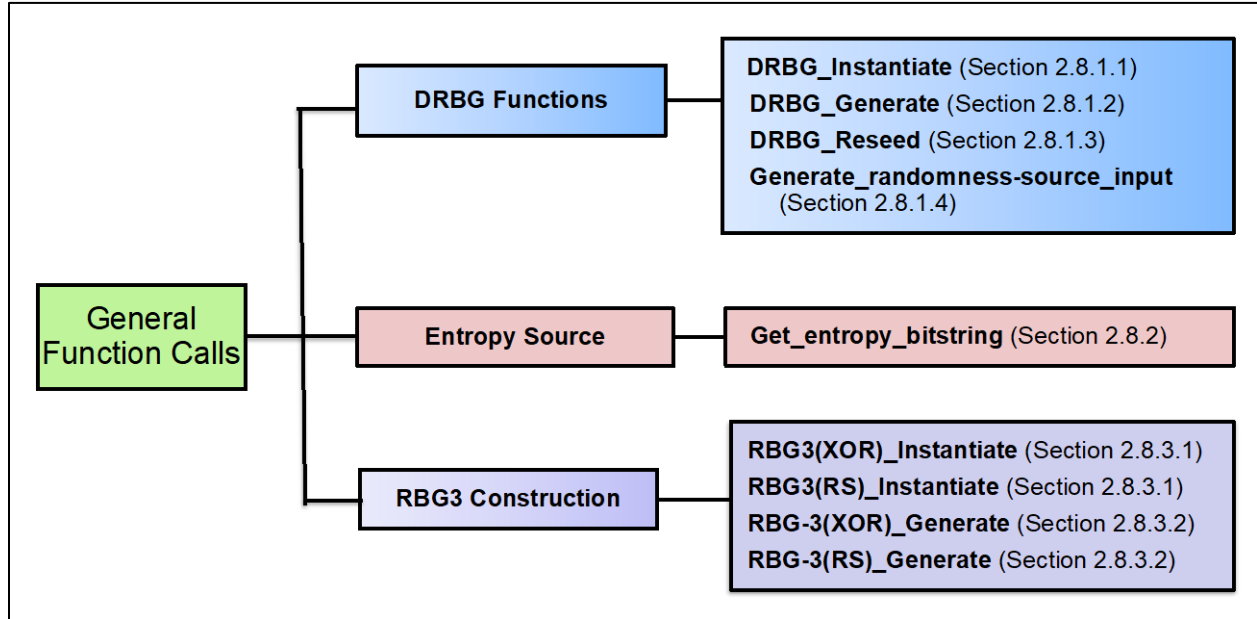 General
Function Calls
DRBG Functions
DRBG_Instantiate (Section 2.8.1.1)
DRBG_Generate (Section 2.8.1.2)
DRBG_Reseed (Section 2.8.1.3)
Generate_randomness-source_input
(Section 2.8.1.4)
Entropy Source
Get_entropy_bitstring (Section 2.8.2)
RBG3 Construction
RBG3(XOR)_Instantiate (Section 2.8.3.1)
RBG3(RS)_Instantiate (Section 2.8.3.1)
RBG-3(XOR)_Generate (Section 2.8.3.2)
RBG-3(RS)_Generate (Section 2.8.3.2)